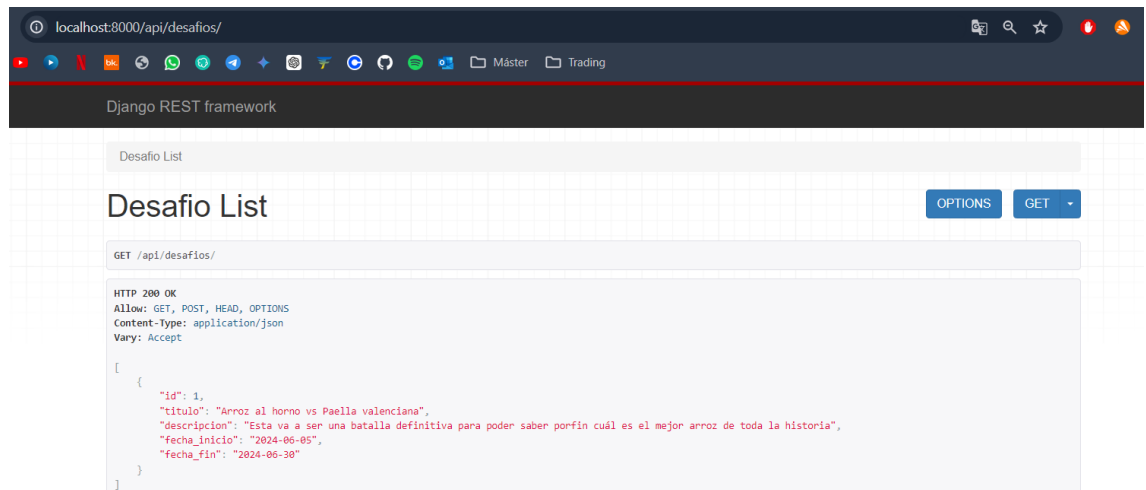 localhost:8000/api/desafios/
bk.
Máster
Trading
Django REST framework
Desafio List
Desafio List
OPTIONS
GET
GET /api/desafios/
HTTP 200 OK
Allow: GET, POST, HEAD, OPTIONS
Content-Type: application/json
Vary: Accept
[
{
"id": 1,
"titulo": "Arroz al horno vs Paella valenciana",
"descripcion": "Esta va a ser una batalla definitiva para poder saber porfin cuál es el mejor arroz de toda la historia",
"fecha_inicio": "2024-06-05",
"fecha_fin": "2024-06-30"
}
]